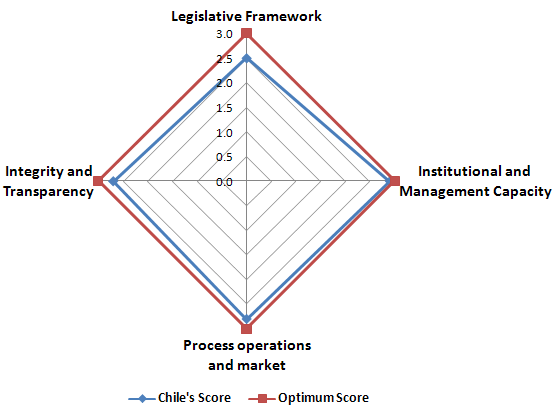 Legislative Framework
3.0
2.5
2.0
1.5
1.0
0.5
0.0
Integrity and
Transparency
Institutional and
Management Capacity
Process operations
and market
Chile's Score
Optimum Score